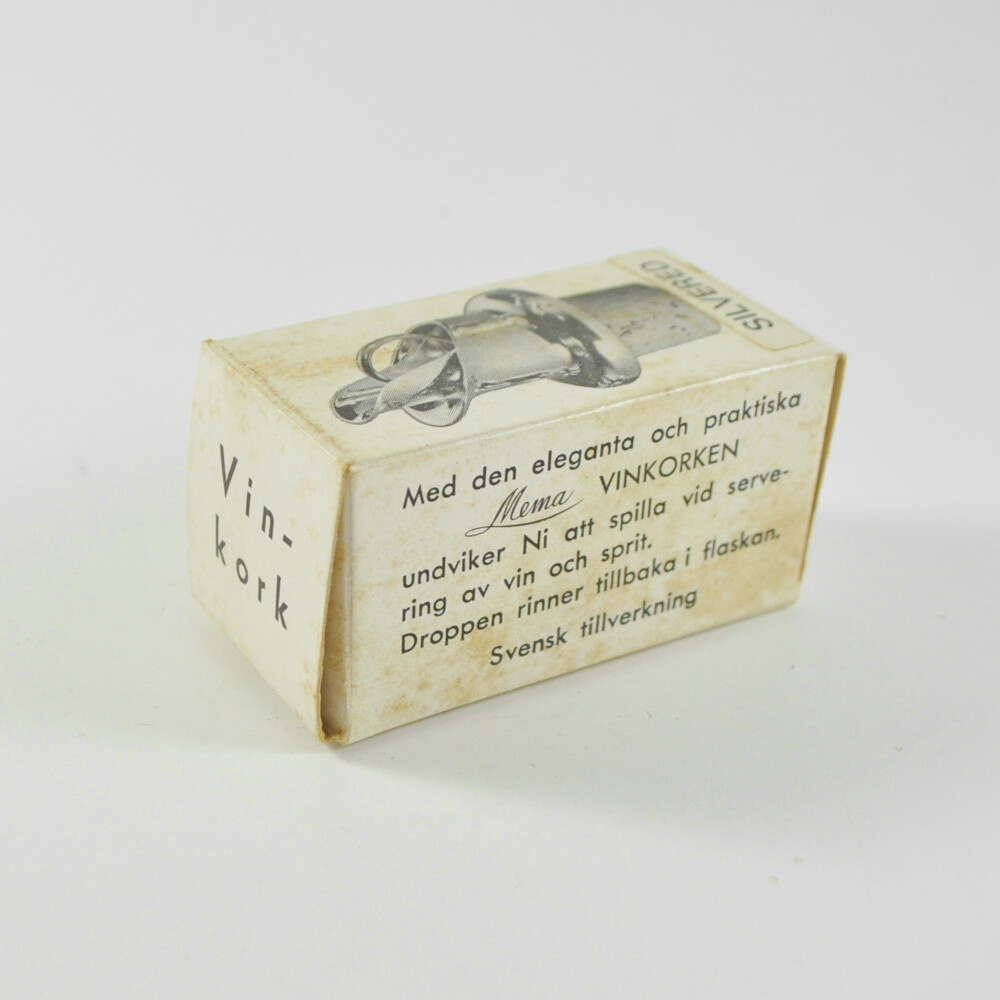 SILVERED
Vin-
kork
Med den eleganta och praktiska
Mema VINKORKEN
undviker Ni att spilla vid serve-
ring av vin och sprit.
Droppen rinner tillbaka i flaskan.
Svensk tillverkning